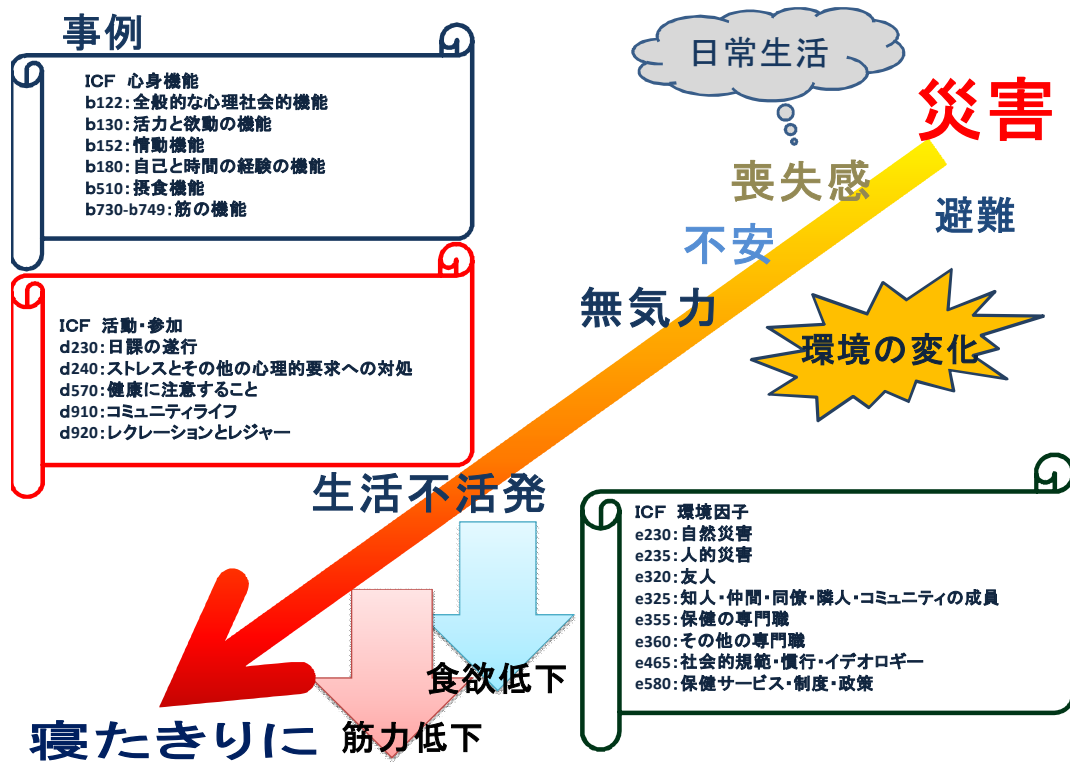 事例
ICF 心身機能
b122:全般的な心理社会的機能
b130:活力と欲動の機能
b152:情動機能
b180:自己と時間の経験の機能
b510:摂食機能
b730-b749:筋の機能
日常生活
災害
喪失感
避難
不安
無気力
環境の変化
ICF 活動・参加
d230:日課の遂行
d240:ストレスとその他の心理的要求への対処
d570:健康に注意すること
d910:コミュニティライフ
d920:レクレーションとレジャー
生活不活発
ICF 環境因子
e230:自然災害
e235:人的災害
e320:友人
e325:知人・仲間・同僚・隣人・コミュニティの成員
e355:保健の専門職
e360:その他の専門職
e465:社会的規範・慣行・イデオロギー
e580:保健サービス・制度・政策
食欲低下
筋力低下
寝たきりに